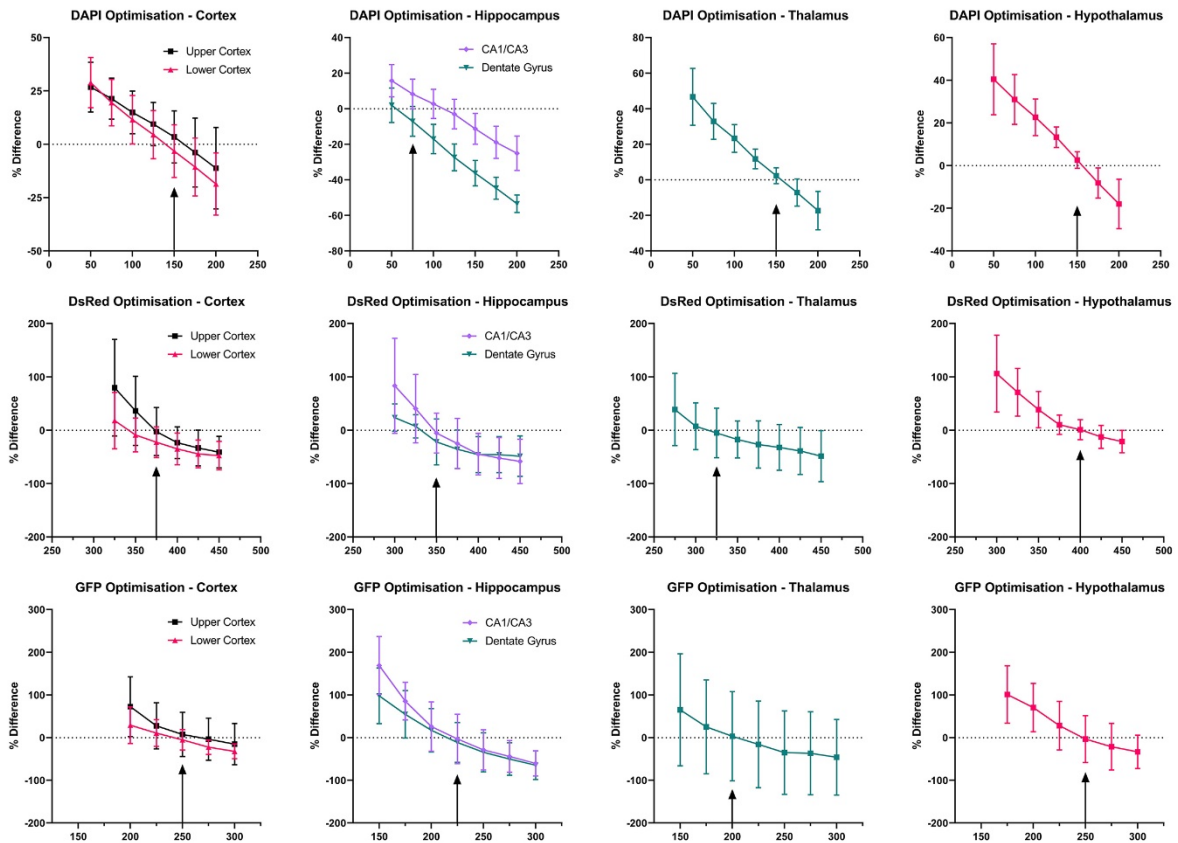 DAPI Optimisation - Cortex
% Difference
50
25
0
-25
-50
0 50 100 150 200 250
Upper Cortex
Lower Cortex
DAPI Optimisation - Hippocampus
% Difference
40
20
0
-20
-40
-60
-80
0 50 100 150 200 250
CA1/CA3
Dentate Gyrus
DAPI Optimisation - Thalamus
% Difference
80
60
40
20
0
-20
-40
0 50 100 150 200 250
DAPI Optimisation - Hypothalamus
% Difference
80
60
40
20
0
-20
-40
0 50 100 150 200 250
DsRed Optimisation - Cortex
% Difference
200
100
0
-100
-200
250 300 350 400 450 500
Upper Cortex
Lower Cortex
DsRed Optimisation - Hippocampus
% Difference
200
100
0
-100
-200
250 300 350 400 450 500
CA1/CA3
Dentate Gyrus
DsRed Optimisation - Thalamus
% Difference
200
100
0
-100
-200
250 300 350 400 450 500
DsRed Optimisation - Hypothalamus
% Difference
200
100
0
-100
-200
250 300 350 400 450 500
GFP Optimisation - Cortex
% Difference
300
200
100
0
-100
-200
150 200 250 300
Upper Cortex
Lower Cortex
GFP Optimisation - Hippocampus
% Difference
300
200
100
0
-100
-200
150 200 250 300
CA1/CA3
Dentate Gyrus
GFP Optimisation - Thalamus
% Difference
300
200
100
0
-100
-200
150 200 250 300
GFP Optimisation - Hypothalamus
% Difference
300
200
100
0
-100
-200
150 200 250 300